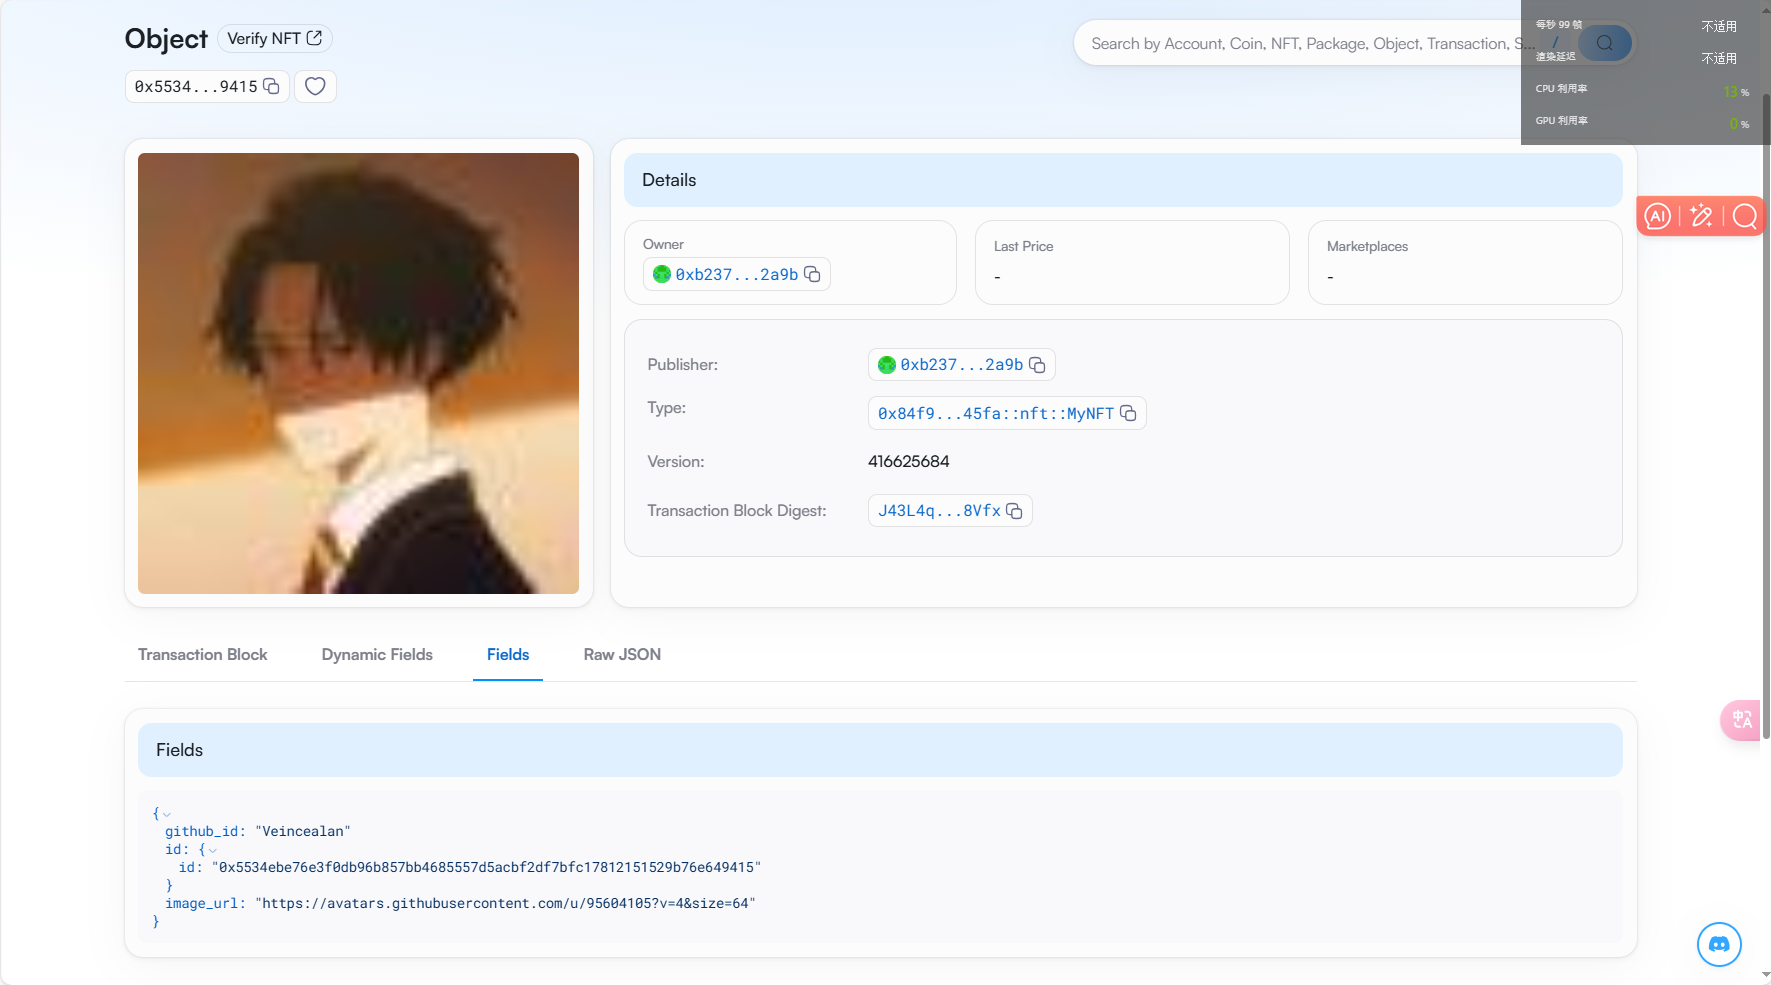 Object
Verify NFT
0x5534...9415
Search by Account, Coin, NFT, Package, Object, Transaction, S...
/
每秒 99 帧
不适用
渲染延迟
不适用
CPU 利用率
13 %
GPU 利用率
0 %
AI
Details
Owner
0xb237...2a9b
Last Price
-
Marketplaces
-
Publisher:
0xb237...2a9b
Type:
0x84f9...45fa::nft::MyNFT
Version:
416625684
Transaction Block Digest:
J43L4q...8Vfx
Transaction Block
Dynamic Fields
Fields
Raw JSON
中A
Fields
{
github_id: "Veincealan"
id: {
id: "0x5534ebe76e3f0db96b857bb4685557d5acbf2df7bfc17812151529b76e649415"
}
image_url: "https://avatars.githubusercontent.com/u/95604105?v=4&size=64"
}